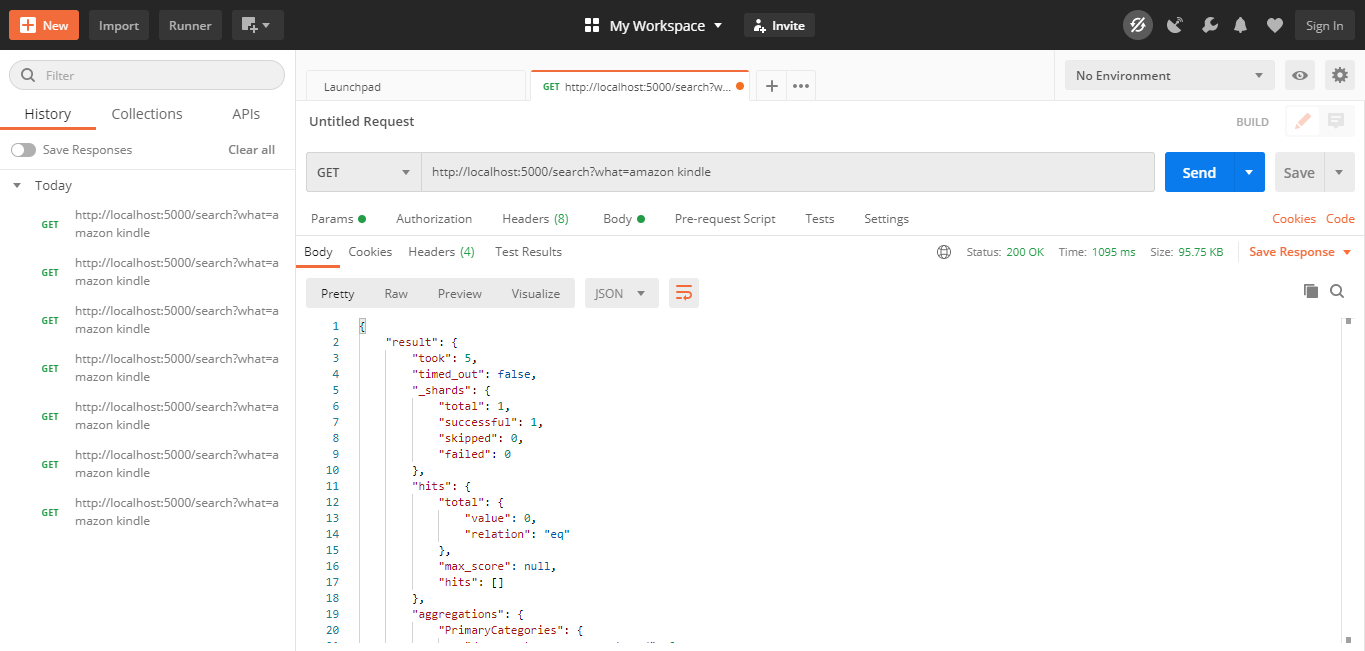 New
Import
Runner
My Workspace
Invite
Sign In
Filter
History
Collections
APIs
Save Responses
Clear all
Today
GET
http://localhost:5000/search?what=a
mazon kindle
GET
http://localhost:5000/search?what=a
mazon kindle
GET
http://localhost:5000/search?what=a
mazon kindle
GET
http://localhost:5000/search?what=a
mazon kindle
GET
http://localhost:5000/search?what=a
mazon kindle
GET
http://localhost:5000/search?what=a
mazon kindle
GET
http://localhost:5000/search?what=a
mazon kindle
Launchpad
GET http://localhost:5000/search?w...
No Environment
Untitled Request
BUILD
GET
http://localhost:5000/search?what=amazon kindle
Send
Save
Params
Authorization
Headers (8)
Body
Pre-request Script
Tests
Settings
Cookies
Code
Body
Cookies
Headers (4)
Test Results
Status: 200 OK
Time: 1095 ms
Size: 95.75 KB
Save Response
Pretty
Raw
Preview
Visualize
JSON
1 {
2 "result": {
3 "took": 5,
4 "timed_out": false,
5 "_shards": {
6 "total": 1,
7 "successful": 1,
8 "skipped": 0,
9 "failed": 0
10 },
11 "hits": {
12 "total": {
13 "value": 0,
14 "relation": "eq"
15 },
16 "max_score": null,
17 "hits": []
18 },
19 "aggregations": {
20 "PrimaryCategories": {